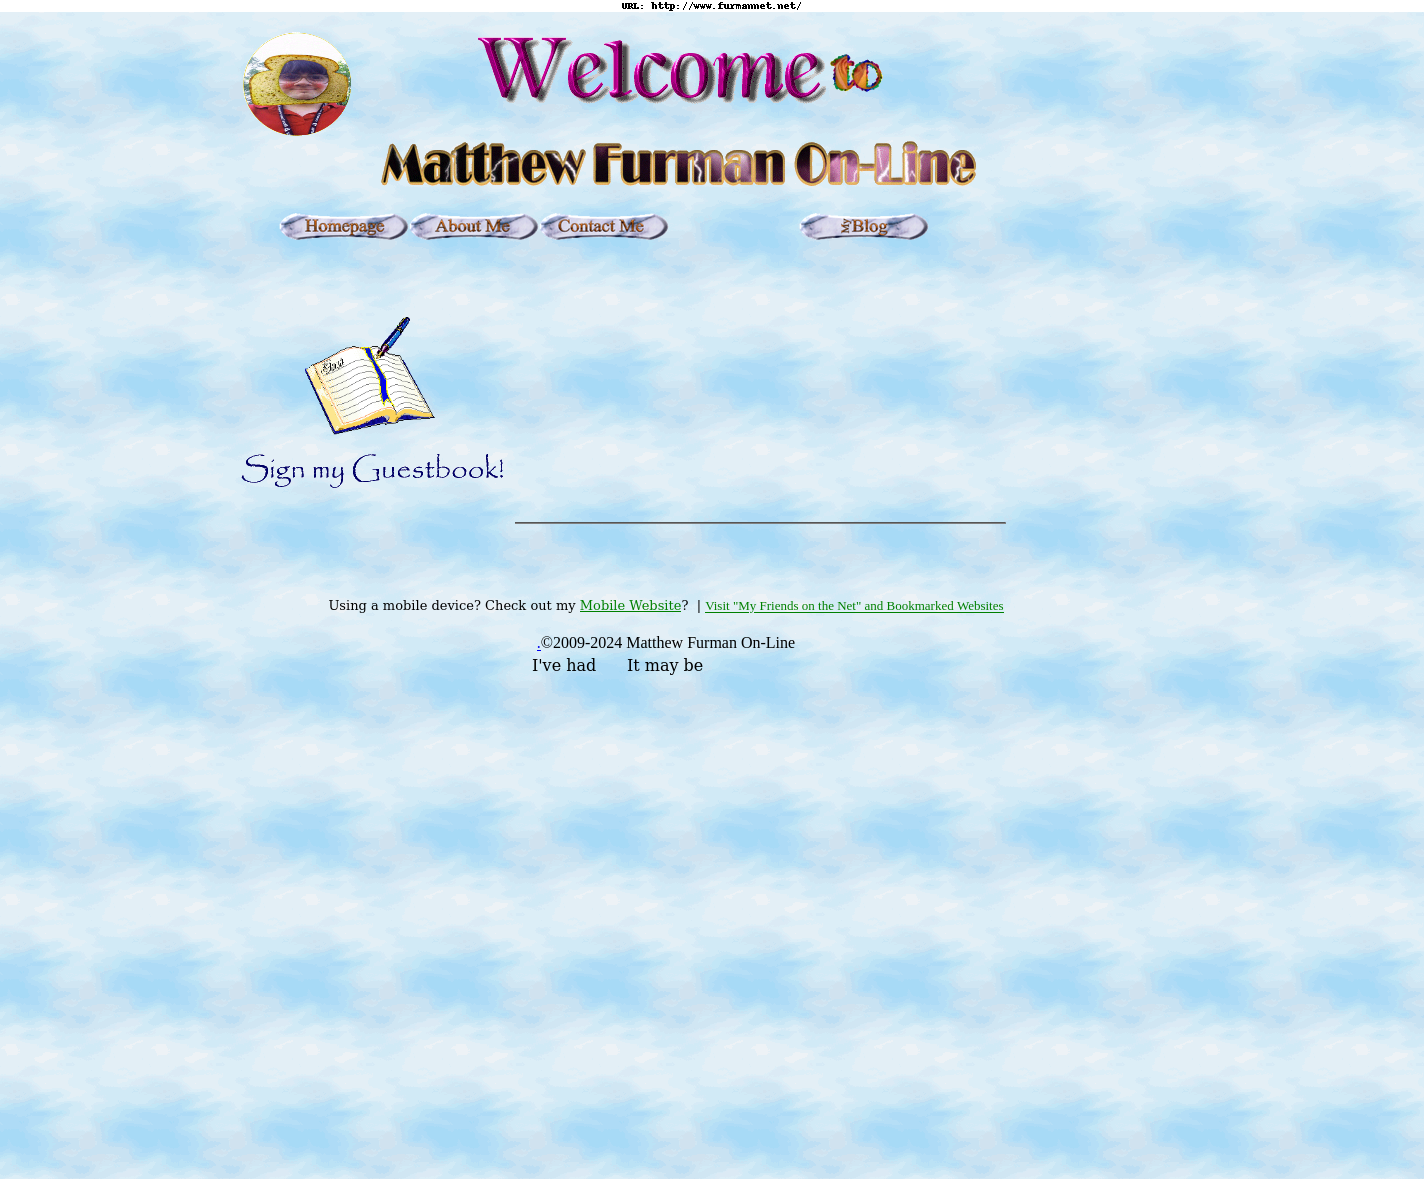 URL: http://www.furmannet.net/
Welcome to
Matthew Furman On-Line
Homepage About Me Contact Me My Blog
Sign my Guestbook!
Using a mobile device? Check out my Mobile Website? | Visit "My Friends on the Net" and Bookmarked Websites
.©2009-2024 Matthew Furman On-Line
I've had It may be